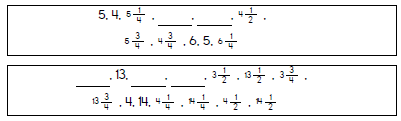 5, 4, 5 1/4 , ____, ____, 4 1/2 ,
5 3/4 , 4 3/4 , 6, 5, 6 1/4
____, 13, ____, ____, 3 1/2 , 13 1/2 , 3 3/4 ,
13 3/4 , 4, 14, 4 1/4 , 14 1/4 , 4 1/2 , 14 1/2